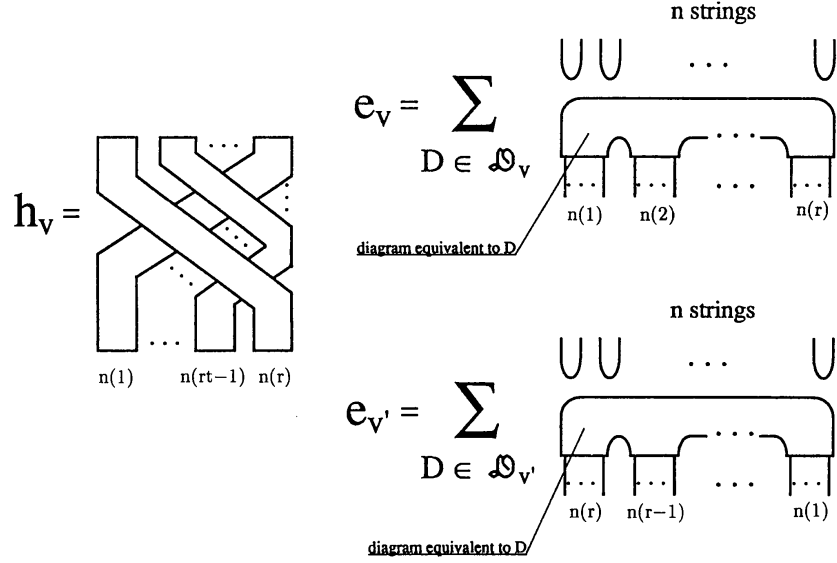 n strings
e_v = ∑
D ∈ 𝒟_v
... ... ...
n(1) n(2) n(r)
diagram equivalent to D
h_v =
n(1) n(rt−1) n(r)
n strings
e_v' = ∑
D ∈ 𝒟_v'
n(r) n(r−1) n(1)
diagram equivalent to D